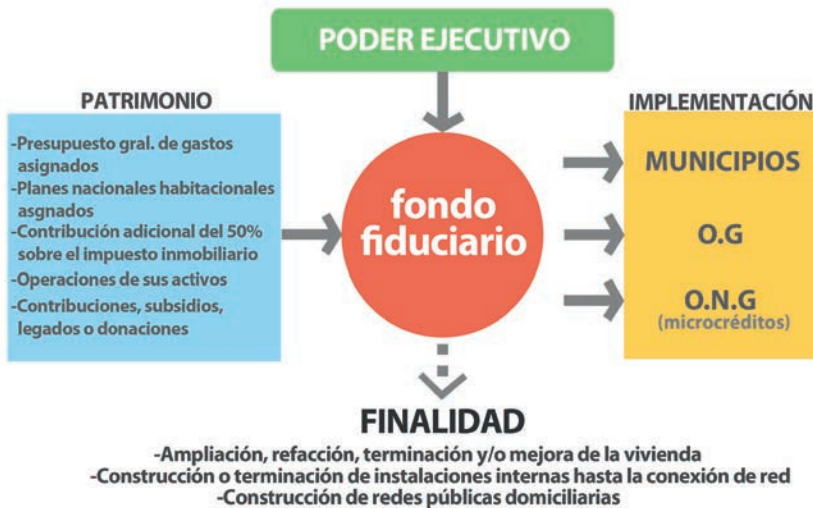 PODER EJECUTIVO
PATRIMONIO
-Presupuesto gral. de gastos
asignados
-Planes nacionales habitacionales
asgnados
-Contribución adicional del 50%
sobre el impuesto inmobiliario
-Operaciones de sus activos
-Contribuciones, subsidios,
legados o donaciones
fondo
fiduciario
IMPLEMENTACIÓN
MUNICIPIOS
O.G
O.N.G
(microcréditos)
FINALIDAD
-Ampliación, refacción, terminación y/o mejora de la vivienda
-Construcción o terminación de instalaciones internas hasta la conexión de red
-Construcción de redes públicas domiciliarias